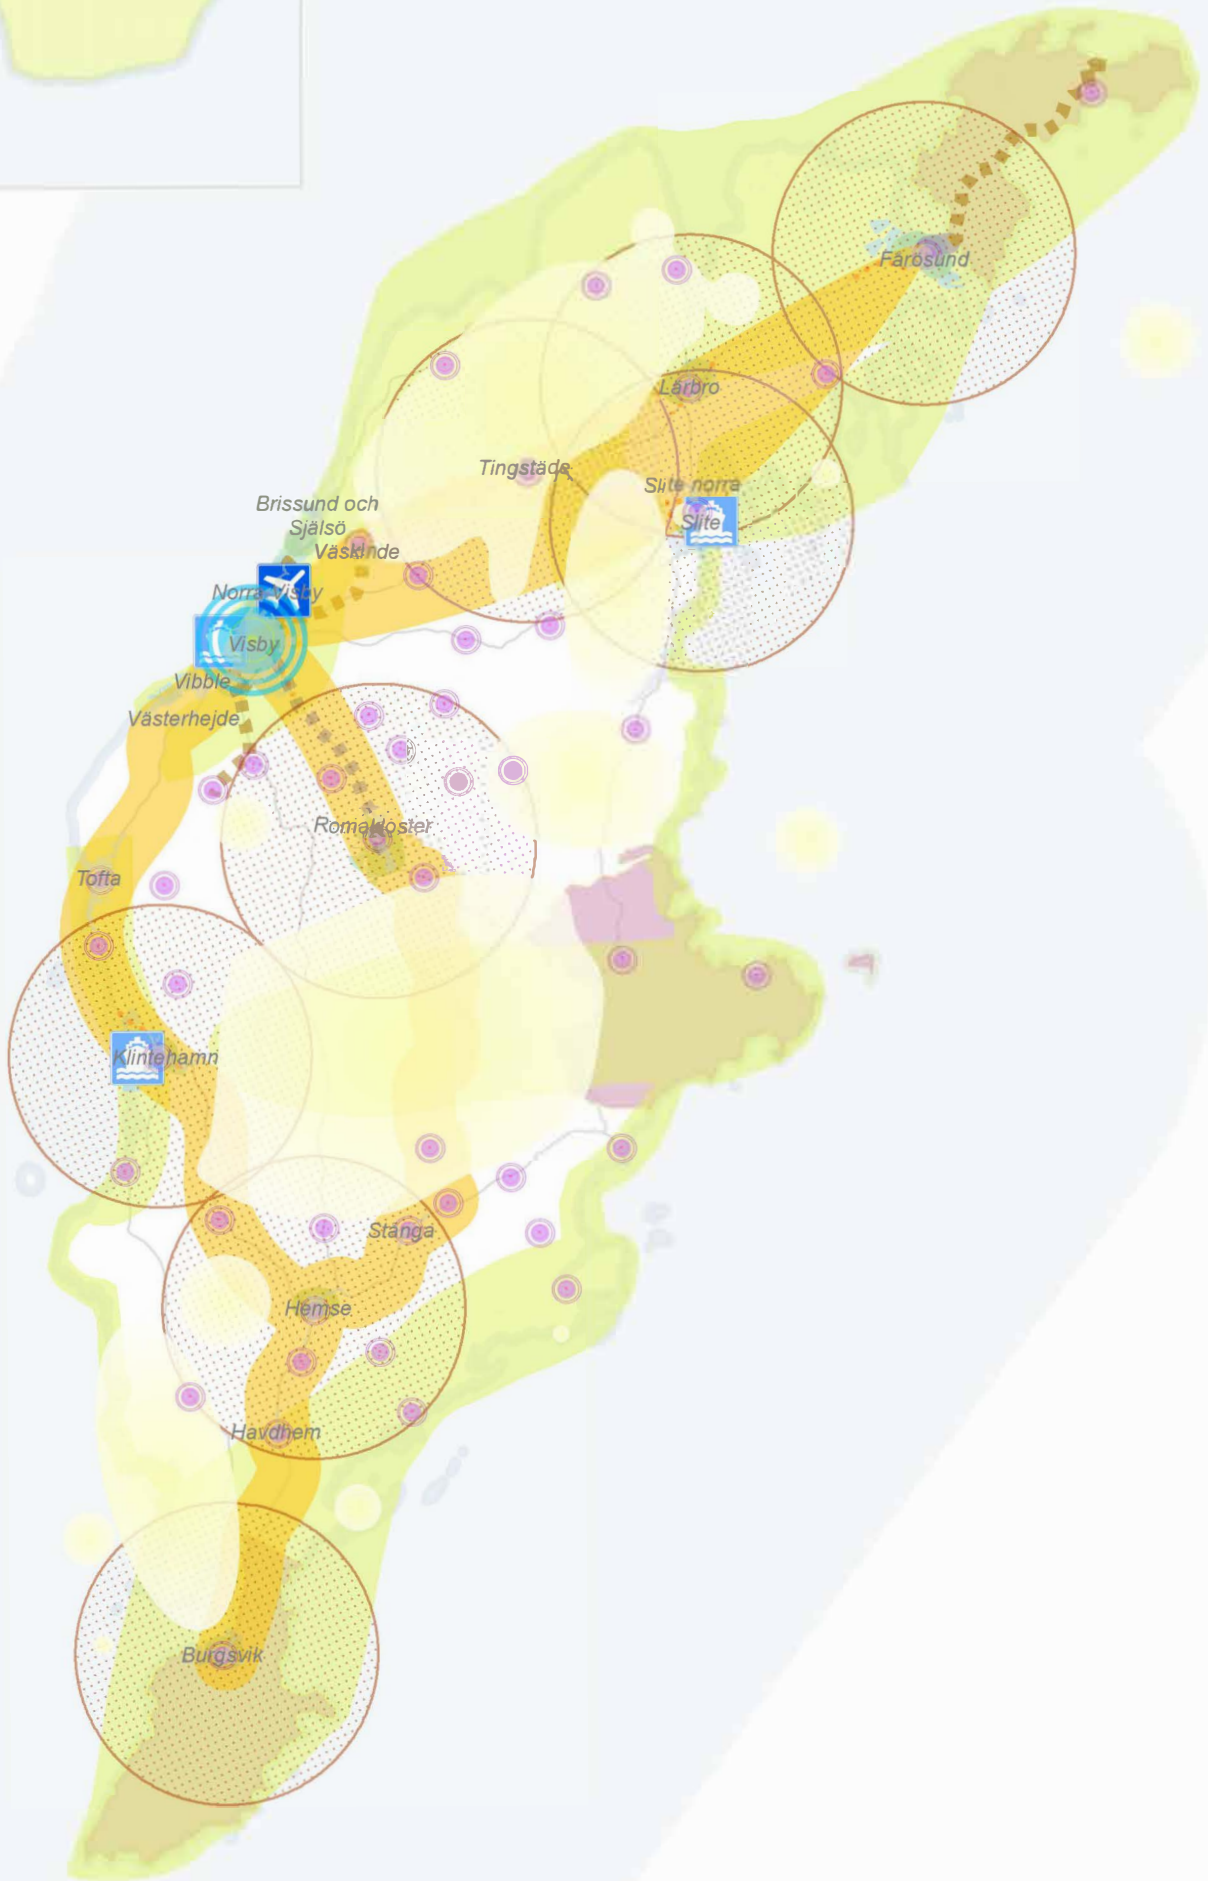 Fårösund
Lärbro
Tingstäde
Slite norra
Slite
Brissund och
Själsö
Väskinde
Norra Visby
Visby
Vibble
Västerhejde
Romakloster
Tofta
Klintehamn
Stånga
Hemse
Havdhem
Burgsvik